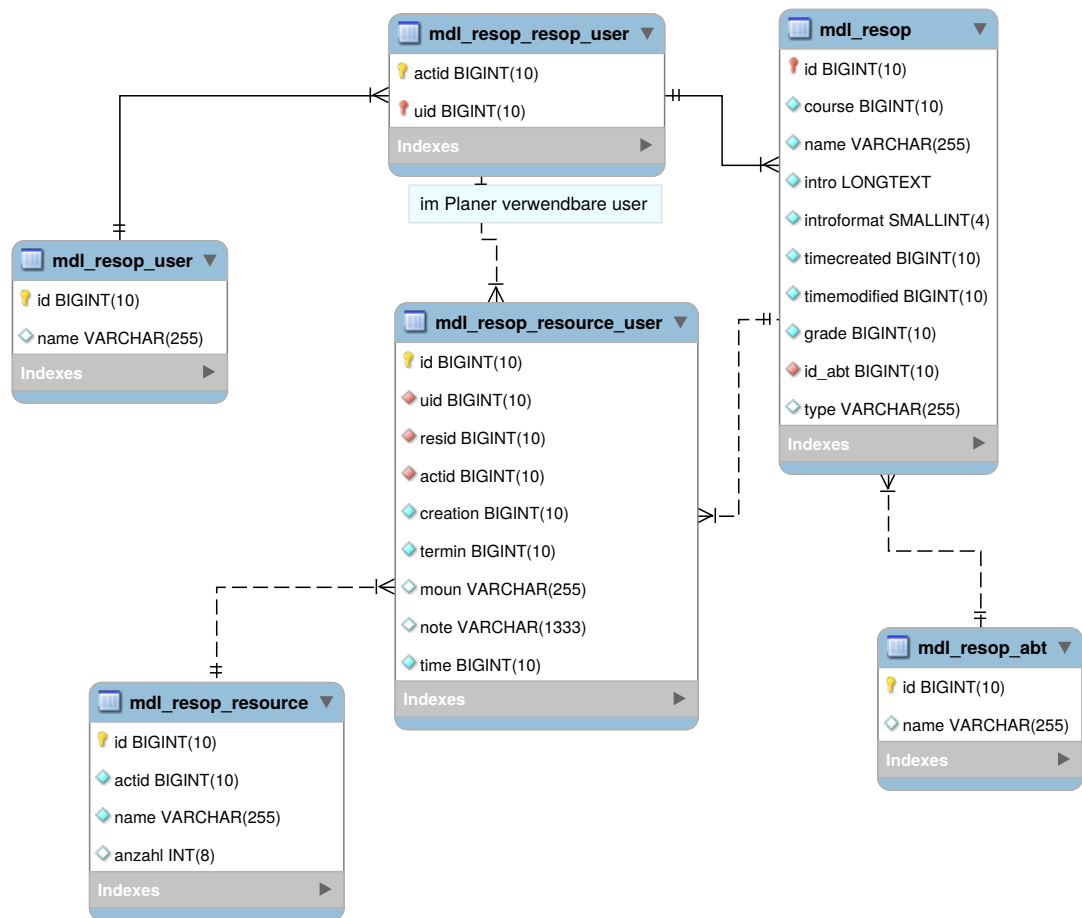 mdl_resop_resop_user
actid BIGINT(10)
uid BIGINT(10)
Indexes
mdl_resop
id BIGINT(10)
course BIGINT(10)
name VARCHAR(255)
intro LONGTEXT
introformat SMALLINT(4)
timecreated BIGINT(10)
timemodified BIGINT(10)
grade BIGINT(10)
id_abt BIGINT(10)
type VARCHAR(255)
Indexes
im Planer verwendbare user
mdl_resop_user
id BIGINT(10)
name VARCHAR(255)
Indexes
mdl_resop_resource_user
id BIGINT(10)
uid BIGINT(10)
resid BIGINT(10)
actid BIGINT(10)
creation BIGINT(10)
termin BIGINT(10)
moun VARCHAR(255)
note VARCHAR(1333)
time BIGINT(10)
Indexes
mdl_resop_abt
id BIGINT(10)
name VARCHAR(255)
Indexes
mdl_resop_resource
id BIGINT(10)
actid BIGINT(10)
name VARCHAR(255)
anzahl INT(8)
Indexes